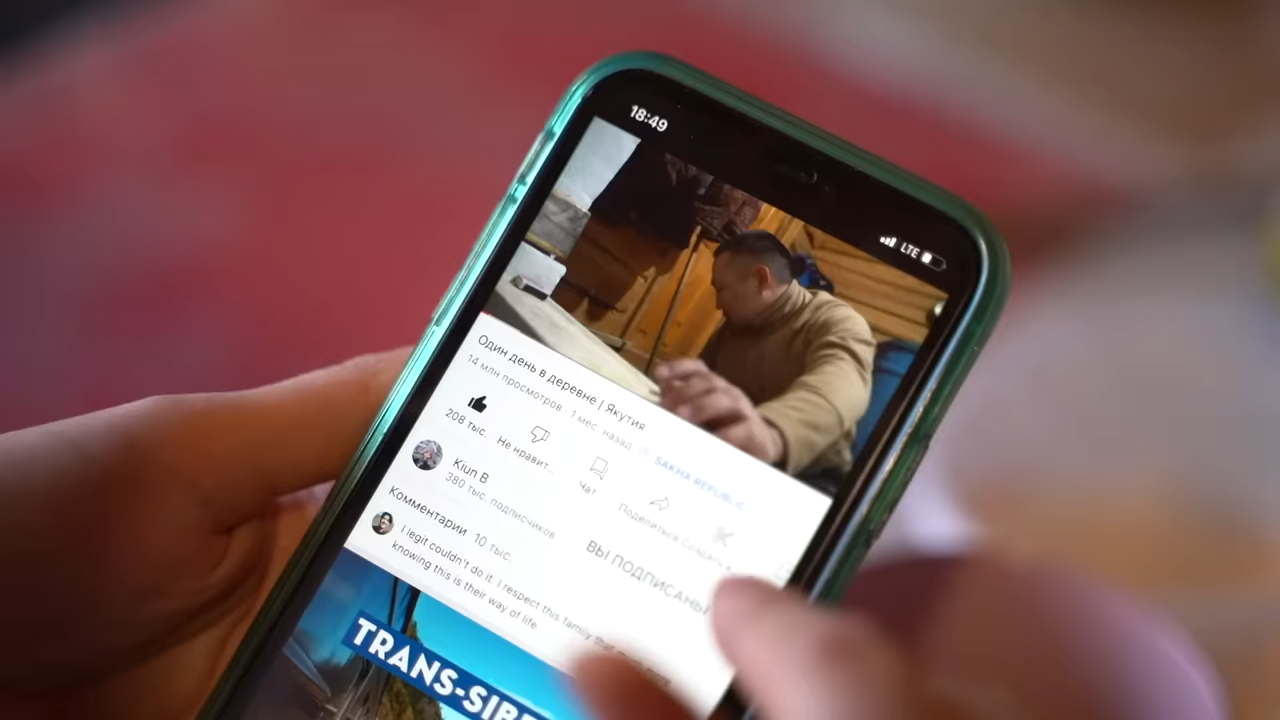 18:49
LTE
Один день в деревне | Якутия
14 млн просмотров · 1 мес. назад SAKHA REPUBLIC
208 тыс. Не нравит... Чат Поделиться Создать
Kiun B
380 тыс. подписчиков
ВЫ ПОДПИСАНЫ
Комментарии 10 тыс.
I legit couldn't do it. I respect this family
knowing this is their way of life
TRANS-SIBE